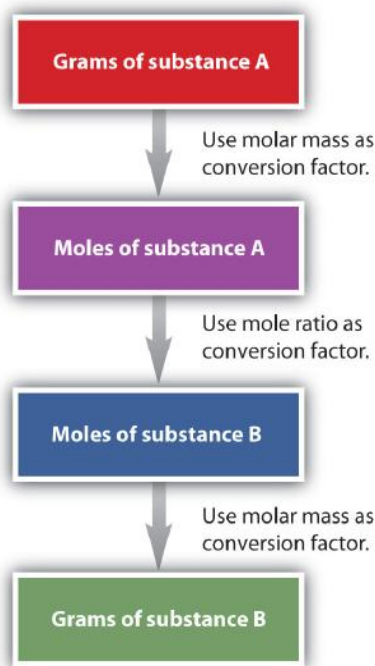 Grams of substance A
Use molar mass as
conversion factor.
Moles of substance A
Use mole ratio as
conversion factor.
Moles of substance B
Use molar mass as
conversion factor.
Grams of substance B